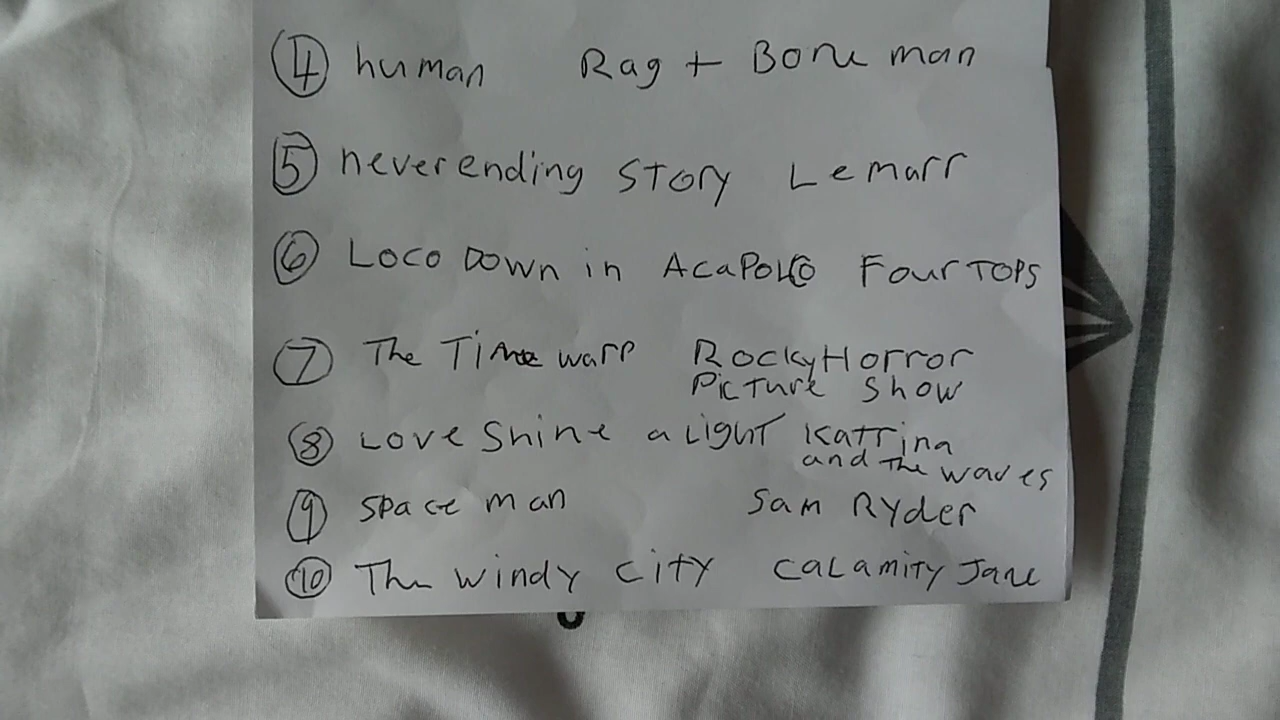 4 human Rag + Bone man
5 neverending story Lemarr
6 Loco Down in Acapolco Four Tops
7 The Time warp Rocky Horror
Picture Show
8 Love Shine a Light Katrina
and The waves
9 space man Sam Ryder
10 The windy city calamity Jane